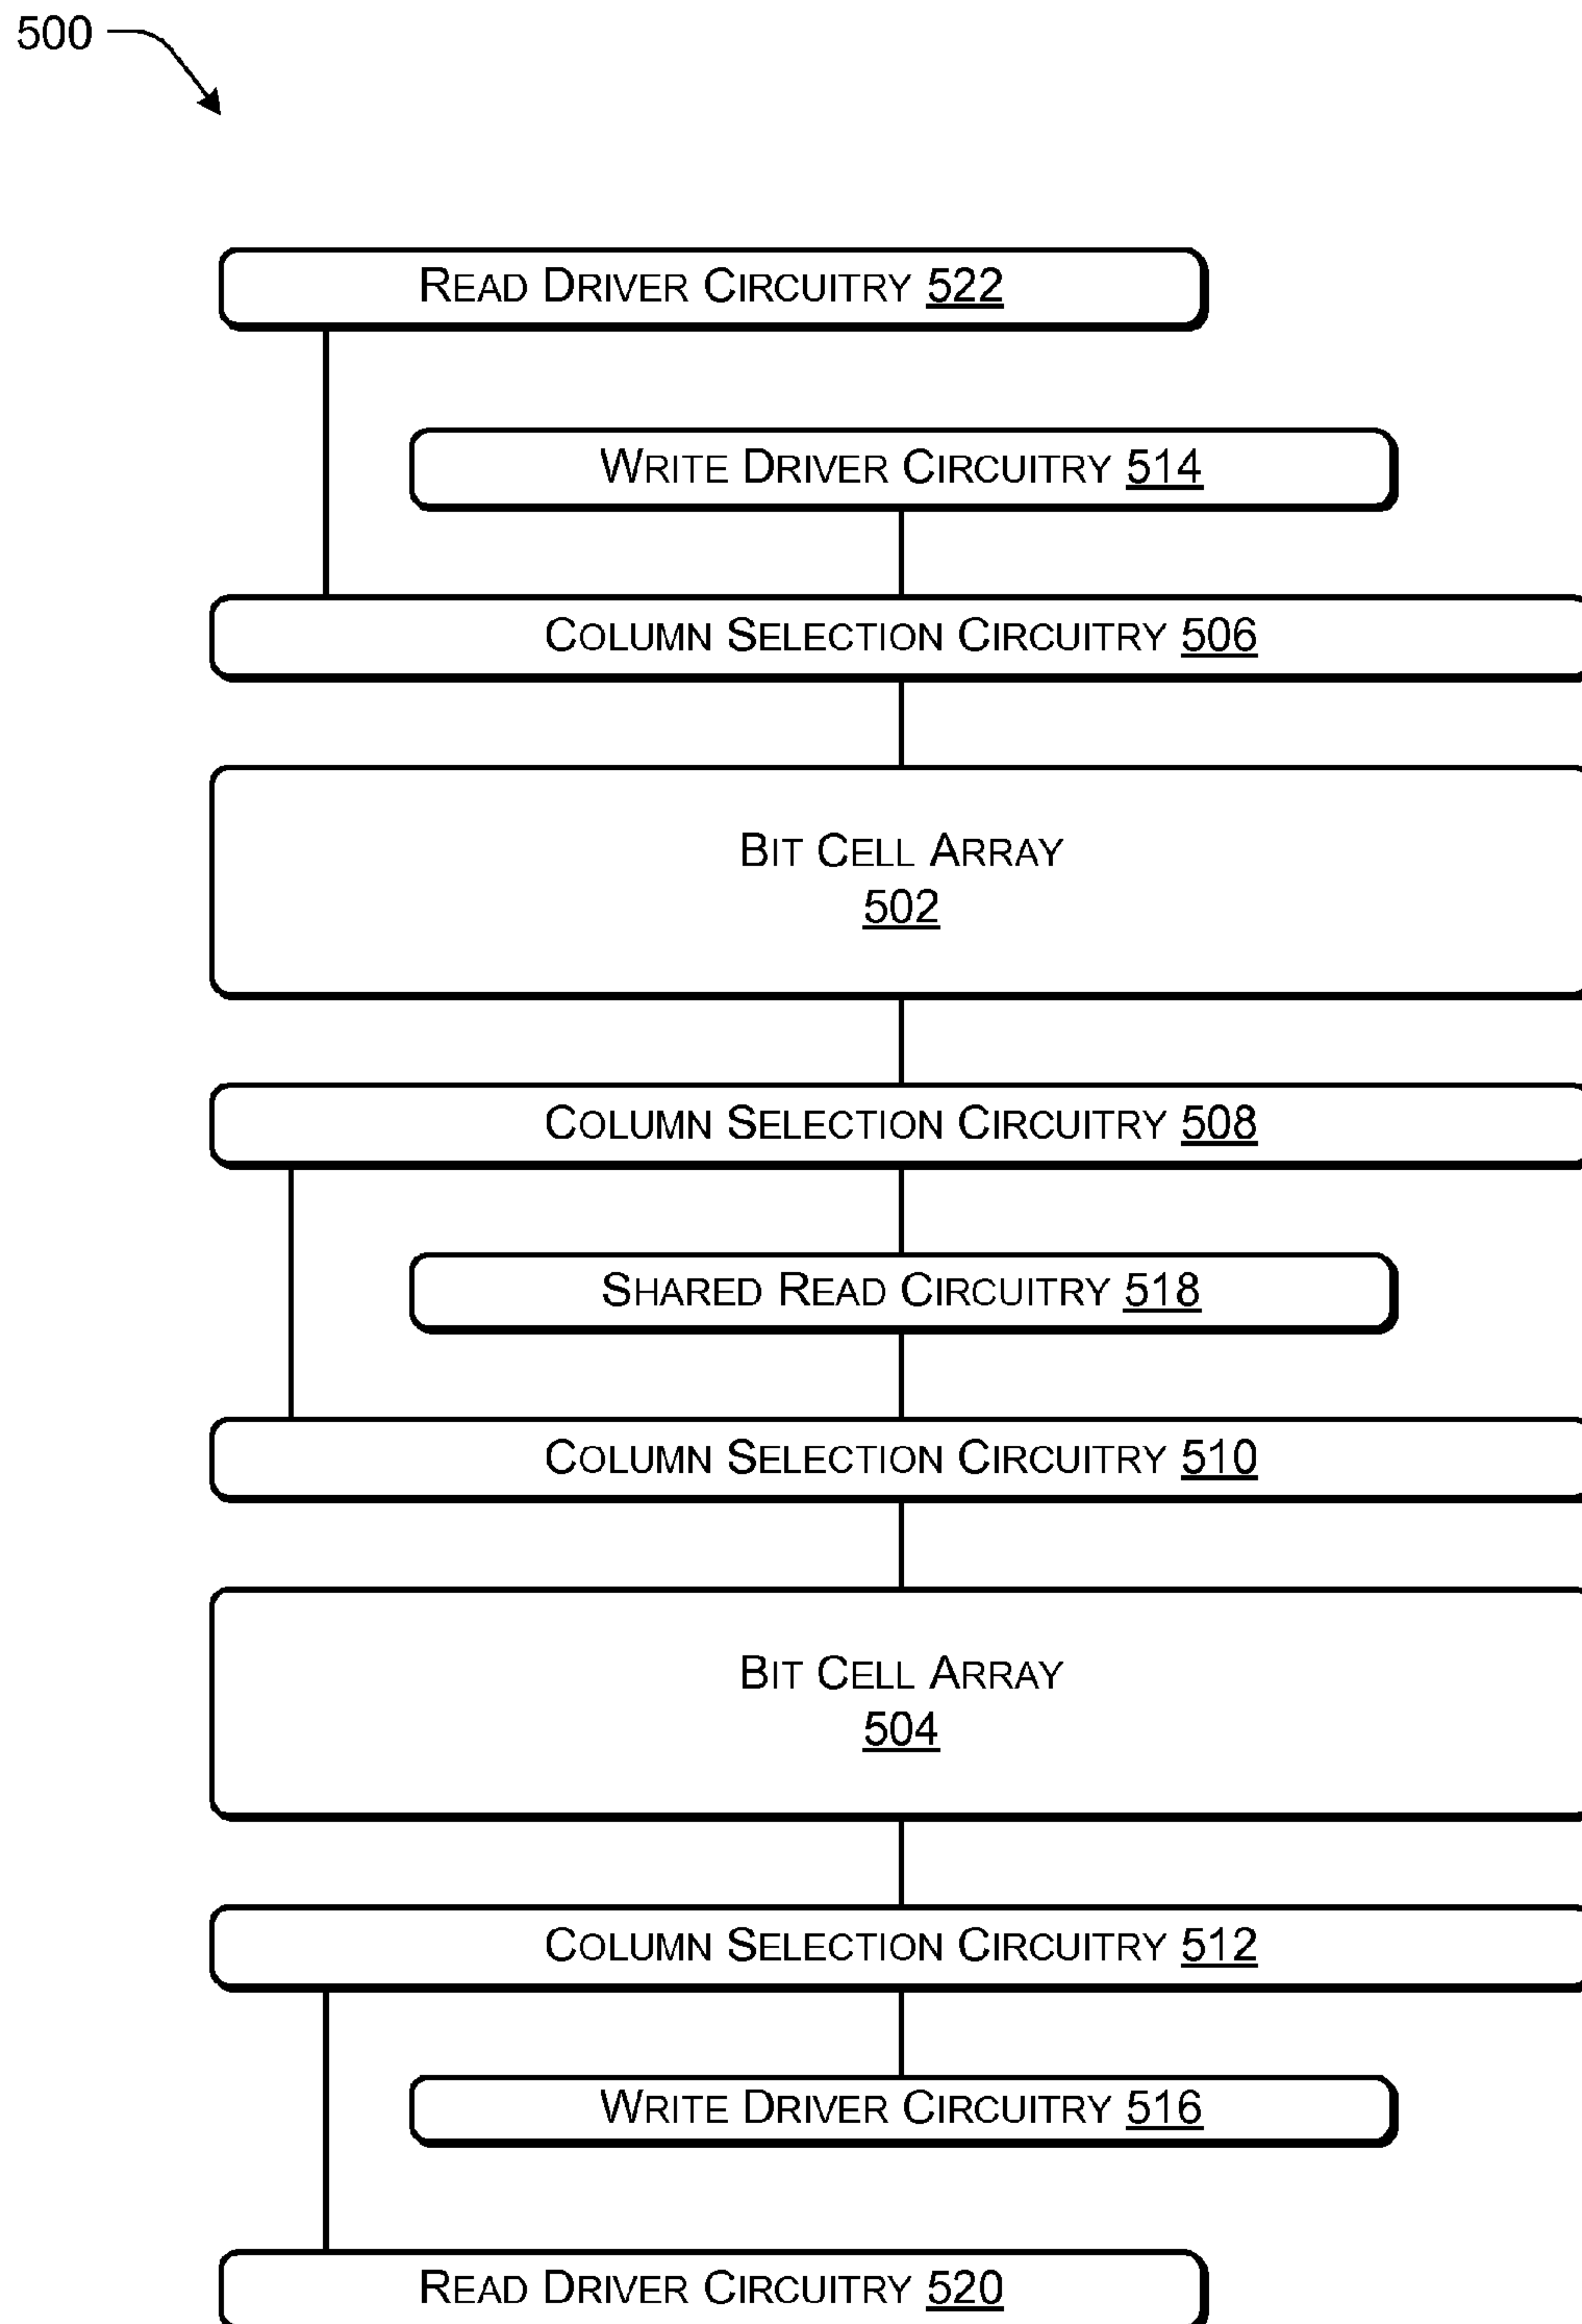 500
READ DRIVER CIRCUITRY 522
WRITE DRIVER CIRCUITRY 514
COLUMN SELECTION CIRCUITRY 506
BIT CELL ARRAY
502
COLUMN SELECTION CIRCUITRY 508
SHARED READ CIRCUITRY 518
COLUMN SELECTION CIRCUITRY 510
BIT CELL ARRAY
504
COLUMN SELECTION CIRCUITRY 512
WRITE DRIVER CIRCUITRY 516
READ DRIVER CIRCUITRY 520